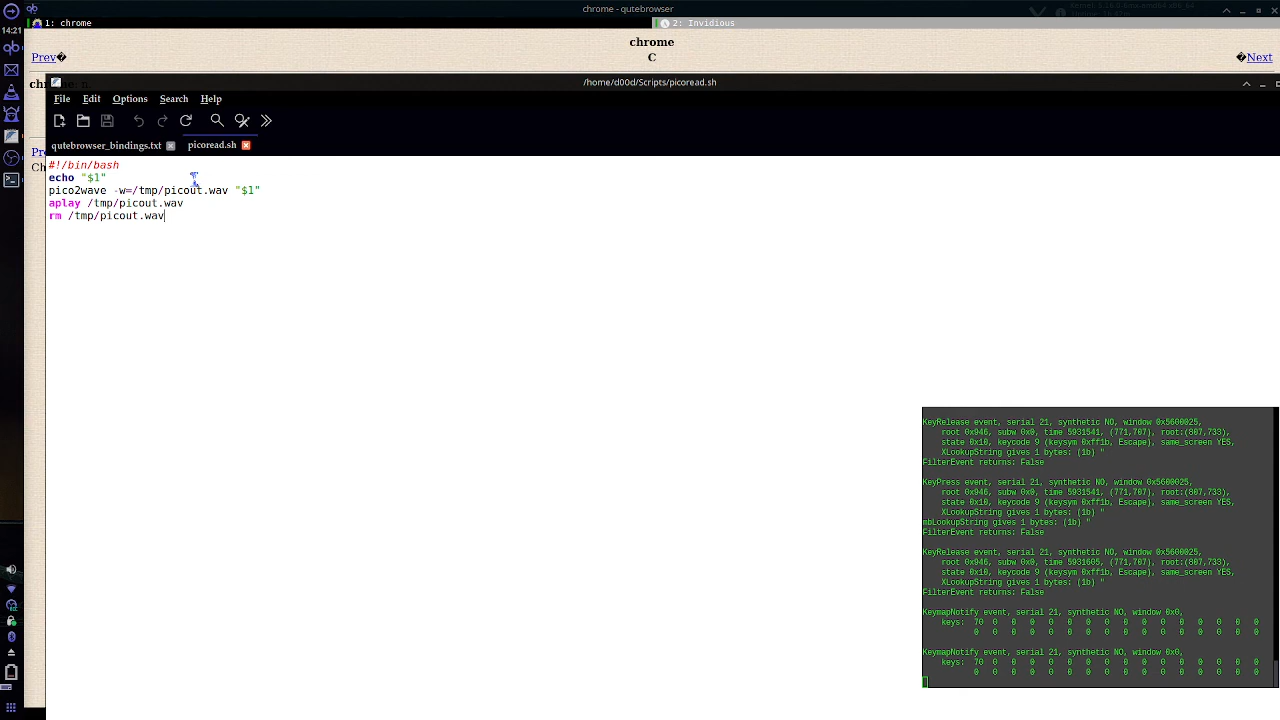 14:21
chrome - qutebrowser
1: chrome
2: Invidious
chrome
Prev�
C
�Next
/home/d00d/Scripts/picoread.sh
File Edit Options Search Help
qutebrowser_bindings.txt
picoread.sh
#!/bin/bash
echo "$1"
pico2wave -w=/tmp/picout.wav "$1"
aplay /tmp/picout.wav
rm /tmp/picout.wav
KeyRelease event, serial 21, synthetic NO, window 0x5600025,
root 0x946, subw 0x0, time 5931541, (771,707), root:(807,733),
state 0x10, keycode 9 (keysym 0xff1b, Escape), same_screen YES,
XLookupString gives 1 bytes: (1b) "
FilterEvent returns: False
KeyPress event, serial 21, synthetic NO, window 0x5600025,
root 0x946, subw 0x0, time 5931541, (771,707), root:(807,733),
state 0x10, keycode 9 (keysym 0xff1b, Escape), same_screen YES,
XLookupString gives 1 bytes: (1b) "
mbLookupString gives 1 bytes: (1b) "
FilterEvent returns: False
KeyRelease event, serial 21, synthetic NO, window 0x5600025,
root 0x946, subw 0x0, time 5931605, (771,707), root:(807,733),
state 0x10, keycode 9 (keysym 0xff1b, Escape), same_screen YES,
XLookupString gives 1 bytes: (1b) "
FilterEvent returns: False
KeymapNotify event, serial 21, synthetic NO, window 0x0,
keys: 70 0 0 0 0 0 0 0 0 0 0 0 0 0 0 0
0 0 0 0 0 0 0 0 0 0 0 0 0 0 0 0
KeymapNotify event, serial 21, synthetic NO, window 0x0,
keys: 70 0 0 0 0 0 0 0 0 0 0 0 0 0 0 0
0 0 0 0 0 0 0 0 0 0 0 0 0 0 0 0